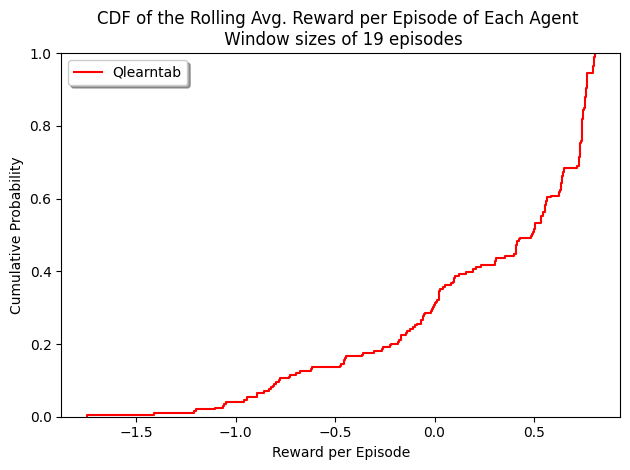 CDF of the Rolling Avg. Reward per Episode of Each Agent
Window sizes of 19 episodes
Qlearntab
1.0
0.8
0.6
0.4
0.2
0.0
Cumulative Probability
−1.5
−1.0
−0.5
0.0
0.5
Reward per Episode